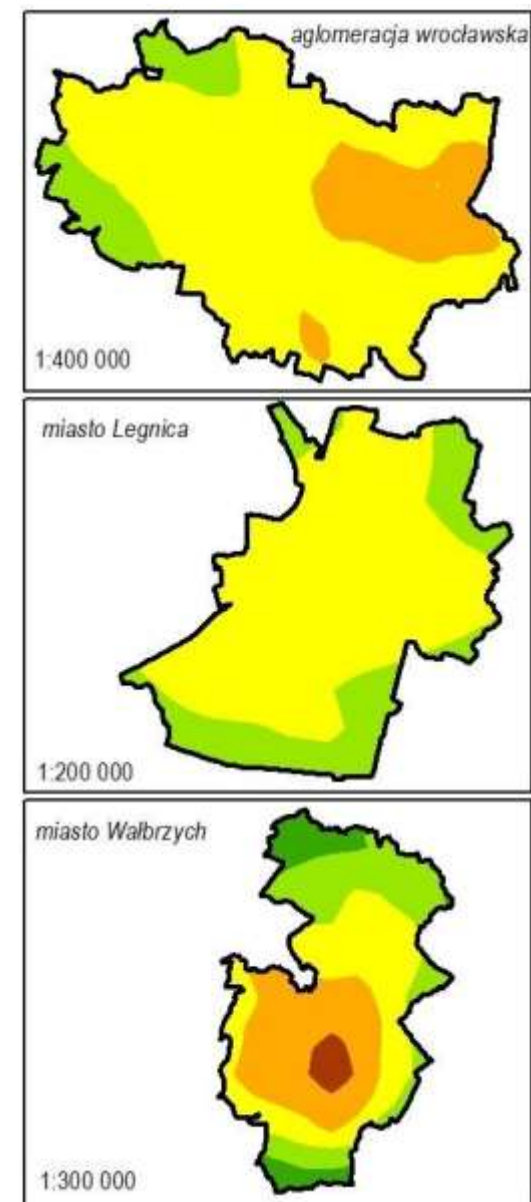 aglomeracja wrocławska
1:400 000
miasto Legnica
1:200 000
miasto Wałbrzych
1:300 000